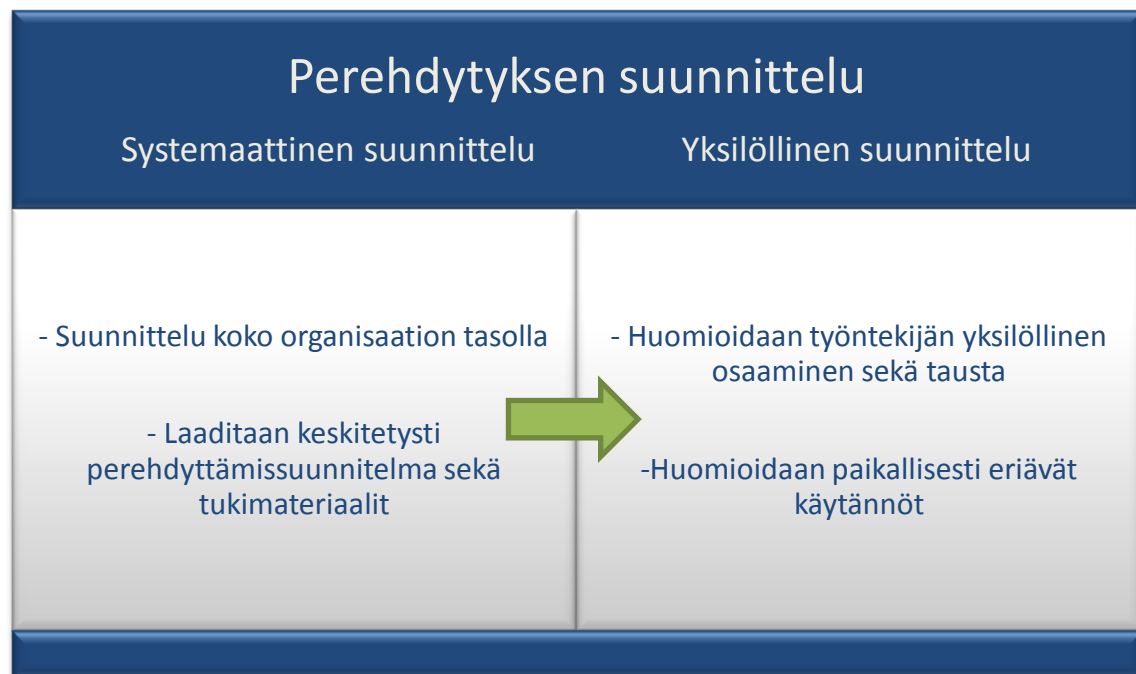 Perehdytyksen suunnittelu
Systemaattinen suunnittelu
Yksilöllinen suunnittelu
- Suunnittelu koko organisaation tasolla
- Laaditaan keskitetysti
perehdyttämissuunnitelma sekä
tukimateriaalit
- Huomioidaan työntekijän yksilöllinen
osaaminen sekä tausta
-Huomioidaan paikallisesti eriävät
käytännöt